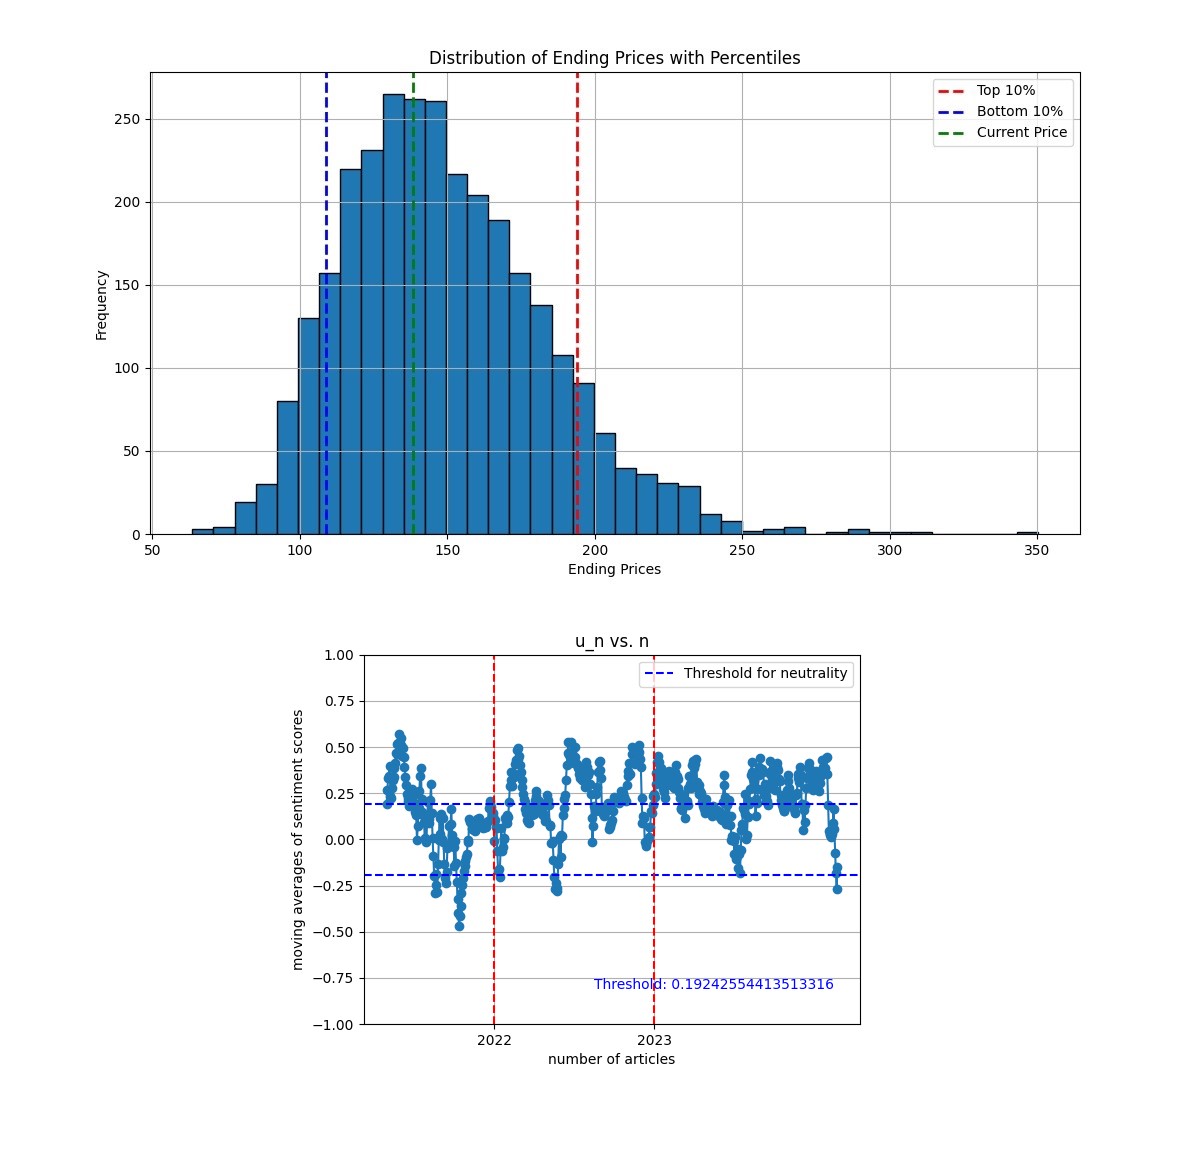 Distribution of Ending Prices with Percentiles
Top 10%
Bottom 10%
Current Price
250
200
150
100
50
0
Frequency
50 100 150 200 250 300 350
Ending Prices
u_n vs. n
Threshold for neutrality
1.00
0.75
0.50
0.25
0.00
−0.25
−0.50
−0.75
−1.00
moving averages of sentiment scores
Threshold: 0.19242554413513316
2022 2023
number of articles